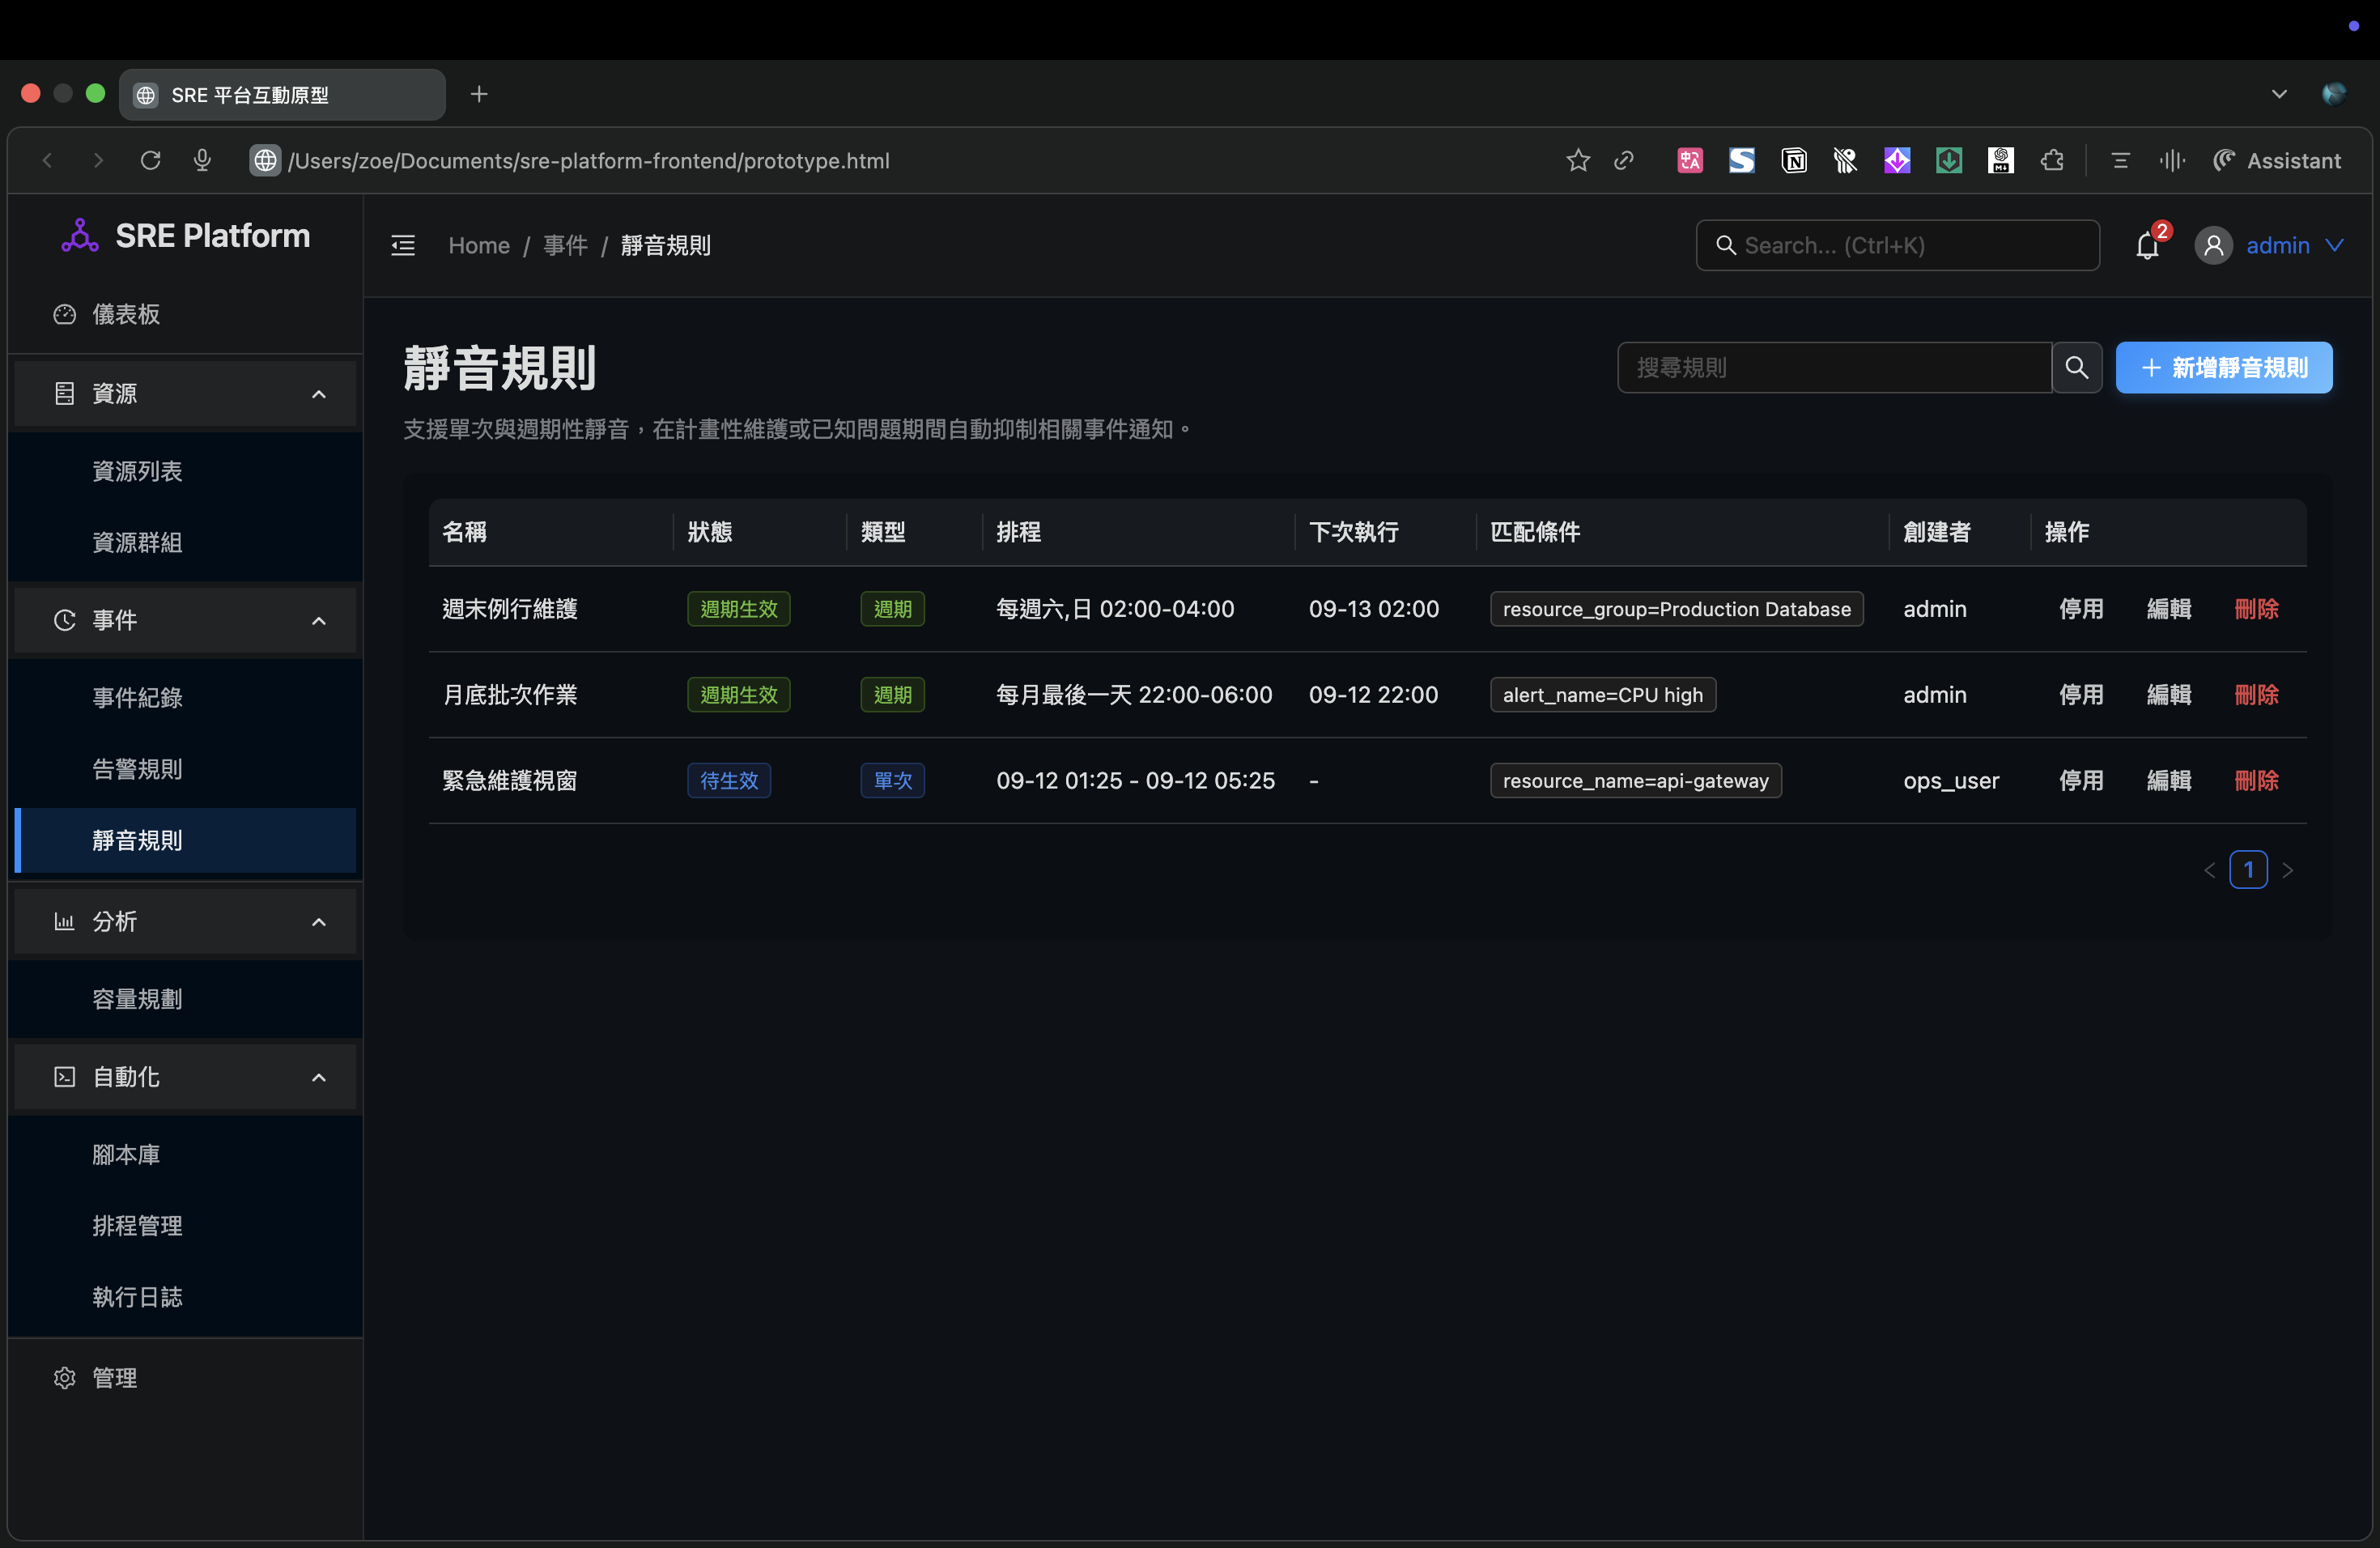 SRE 平台互動原型
/Users/zoe/Documents/sre-platform-frontend/prototype.html
Assistant
SRE Platform
儀表板
資源
資源列表
資源群組
事件
事件紀錄
告警規則
靜音規則
分析
容量規劃
自動化
腳本庫
排程管理
執行日誌
管理
Home / 事件 / 靜音規則
Search... (Ctrl+K)
2
admin
靜音規則
搜尋規則
新增靜音規則
支援單次與週期性靜音，在計畫性維護或已知問題期間自動抑制相關事件通知。
名稱 狀態 類型 排程 下次執行 匹配條件 創建者 操作
週末例行維護 週期生效 週期 每週六,日 02:00-04:00 09-13 02:00 resource_group=Production Database admin 停用 編輯 刪除
月底批次作業 週期生效 週期 每月最後一天 22:00-06:00 09-12 22:00 alert_name=CPU high admin 停用 編輯 刪除
緊急維護視窗 待生效 單次 09-12 01:25 - 09-12 05:25 - resource_name=api-gateway ops_user 停用 編輯 刪除
1